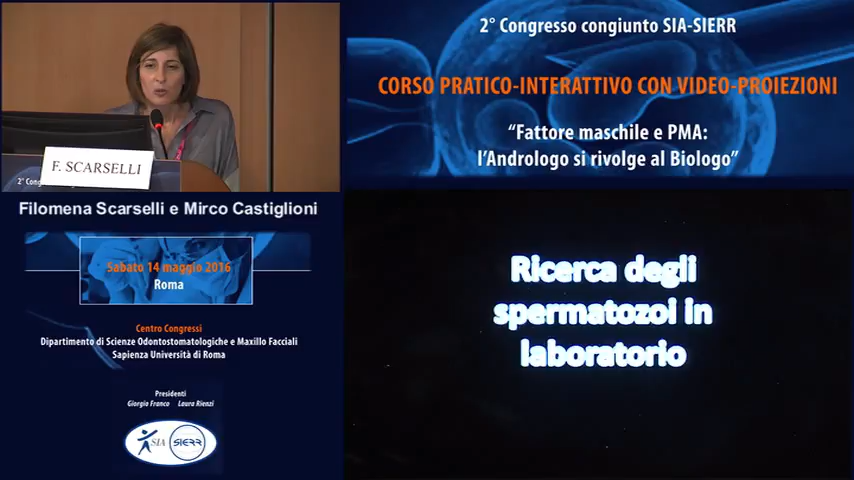 2° Congresso congiunto SIA-SIERR
CORSO PRATICO-INTERATTIVO CON VIDEO-PROIEZIONI
“Fattore maschile e PMA:
l’Andrologo si rivolge al Biologo”
F. SCARSELLI
2° Cong
Filomena Scarselli e Mirco Castiglioni
Sabato 14 maggio 2016
Roma
Centro Congressi
Dipartimento di Scienze Odontostomatologiche e Maxillo Facciali
Sapienza Università di Roma
Presidenti
Giorgio Franco Laura Rienzi
SIA SIERR
Ricerca degli
spermatozoi in
laboratorio